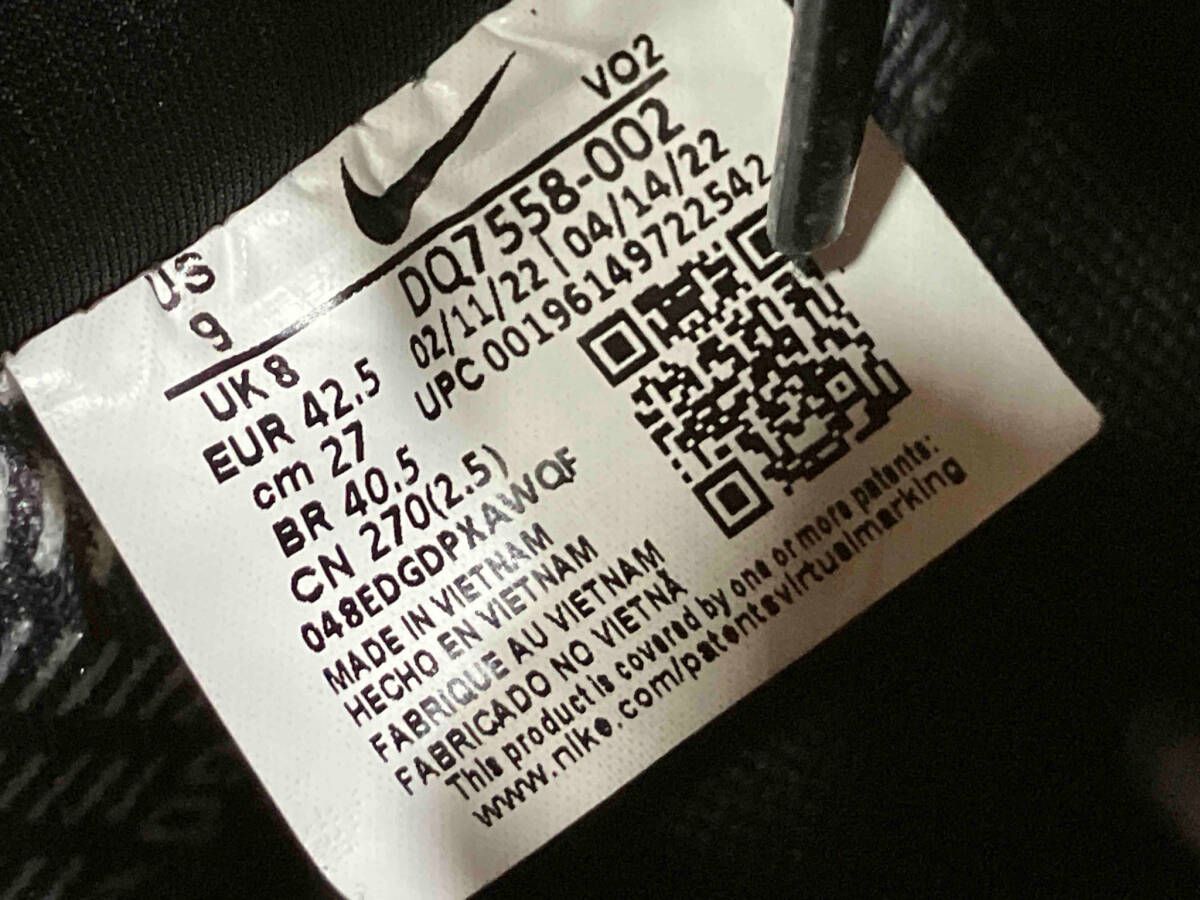 VO2
US
9
DQ7558-002
02/11/22 | 04/14/22
UPC 00196149722542
UK 8
EUR 42.5
cm 27
BR 40.5
CN 270(2.5)
048EDGDPXAWQF
MADE IN VIETNAM
HECHO EN VIETNAM
FABRIQUE AU VIETNAM
FABRICADO NO VIETNÃ
This product is covered by one or more patents:
www.nike.com/patentsvirtualmarking